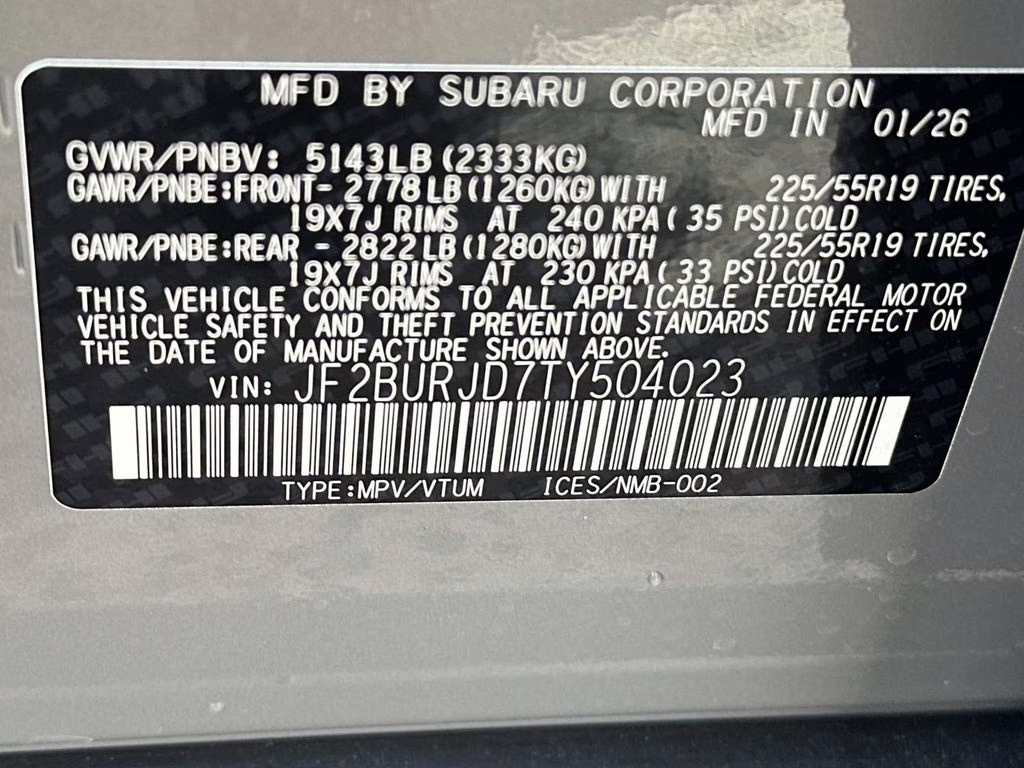 MFD BY SUBARU CORPORATION
MFD IN 01/26
GVWR/PNBV: 5143LB (2333KG)
GAWR/PNBE:FRONT- 2778 LB (1260KG) WITH 225/55R19 TIRES,
19X7J RIMS AT 240 KPA ( 35 PSI) COLD
GAWR/PNBE:REAR - 2822 LB (1280KG) WITH 225/55R19 TIRES,
19X7J RIMS AT 230 KPA ( 33 PSI) COLD
THIS VEHICLE CONFORMS TO ALL APPLICABLE FEDERAL MOTOR
VEHICLE SAFETY AND THEFT PREVENTION STANDARDS IN EFFECT ON
THE DATE OF MANUFACTURE SHOWN ABOVE.
VIN: JF2BURJD7TY504023
TYPE:MPV/VTUM ICES/NMB-002